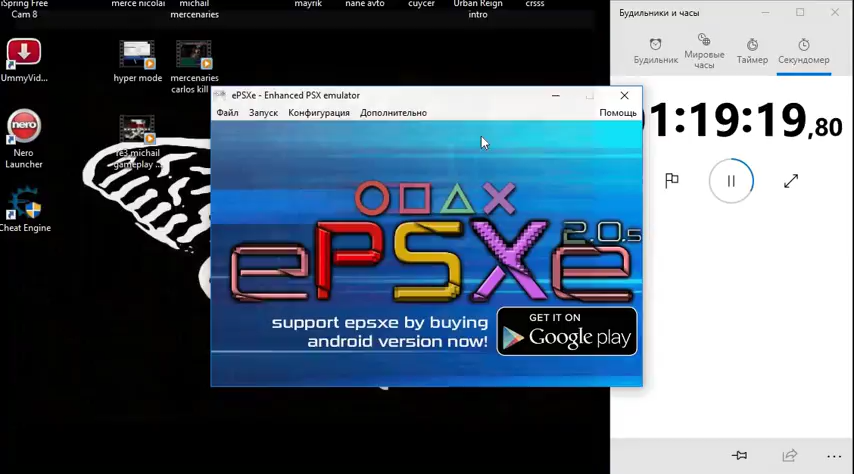 iSpring Free
Cam 8
merce nicolai
michail
mercenaries
mayrik
nane avto
cuycer
Urban Reign
intro
crsss
UmmyVid...
hyper mode
mercenaries
carlos kill ...
Nero
Launcher
re3 michail
gameplay ...
Cheat Engine
ePSXe - Enhanced PSX emulator
Файл
Запуск
Конфигурация
Дополнительно
Помощь
ePSXe
2.0.5
support epsxe by buying
android version now!
GET IT ON
Google play
Будильники и часы
Будильник
Мировые
часы
Таймер
Секундомер
1:19:19,80